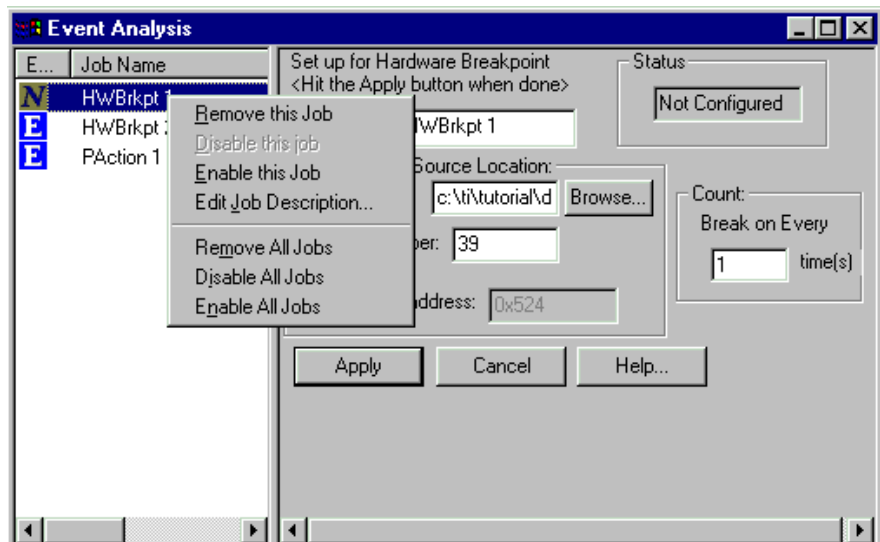 Event Analysis
E... Job Name
N HWBrkpt 1
E HWBrkpt
E PAction 1
Remove this Job
Disable this job
Enable this Job
Edit Job Description...
Remove All Jobs
Disable All Jobs
Enable All Jobs
Set up for Hardware Breakpoint
<Hit the Apply button when done>
Status
Not Configured
HWBrkpt 1
Source Location:
c:\ti\tutorial\d Browse...
39
0x524
Count:
Break on Every
1 time(s)
Apply Cancel Help...